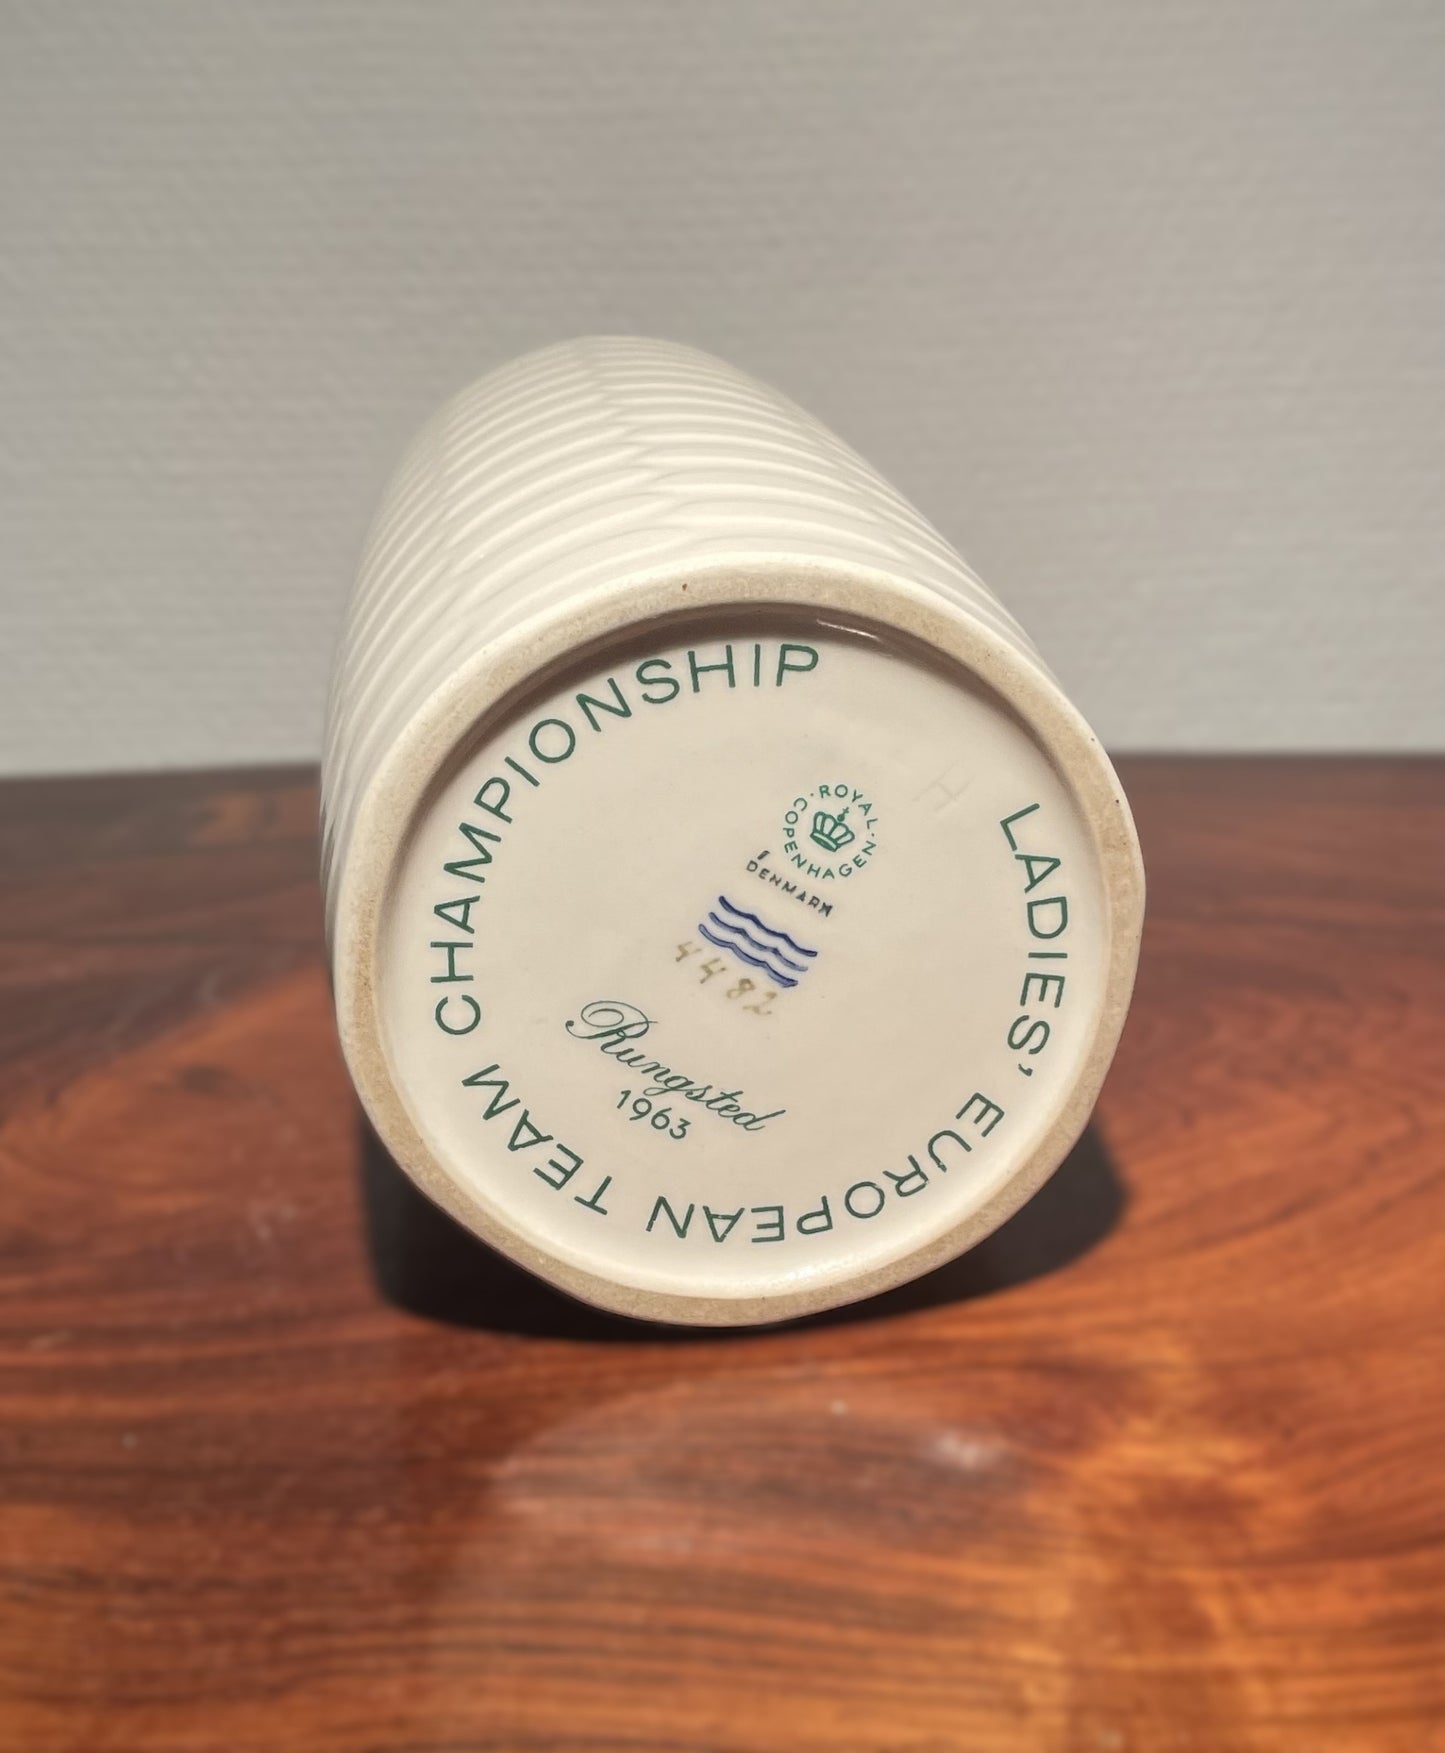 LADIES' EUROPEAN TEAM CHAMPIONSHIP
ROYAL COPENHAGEN
DENMARK
4482
Rungsted
1963
H